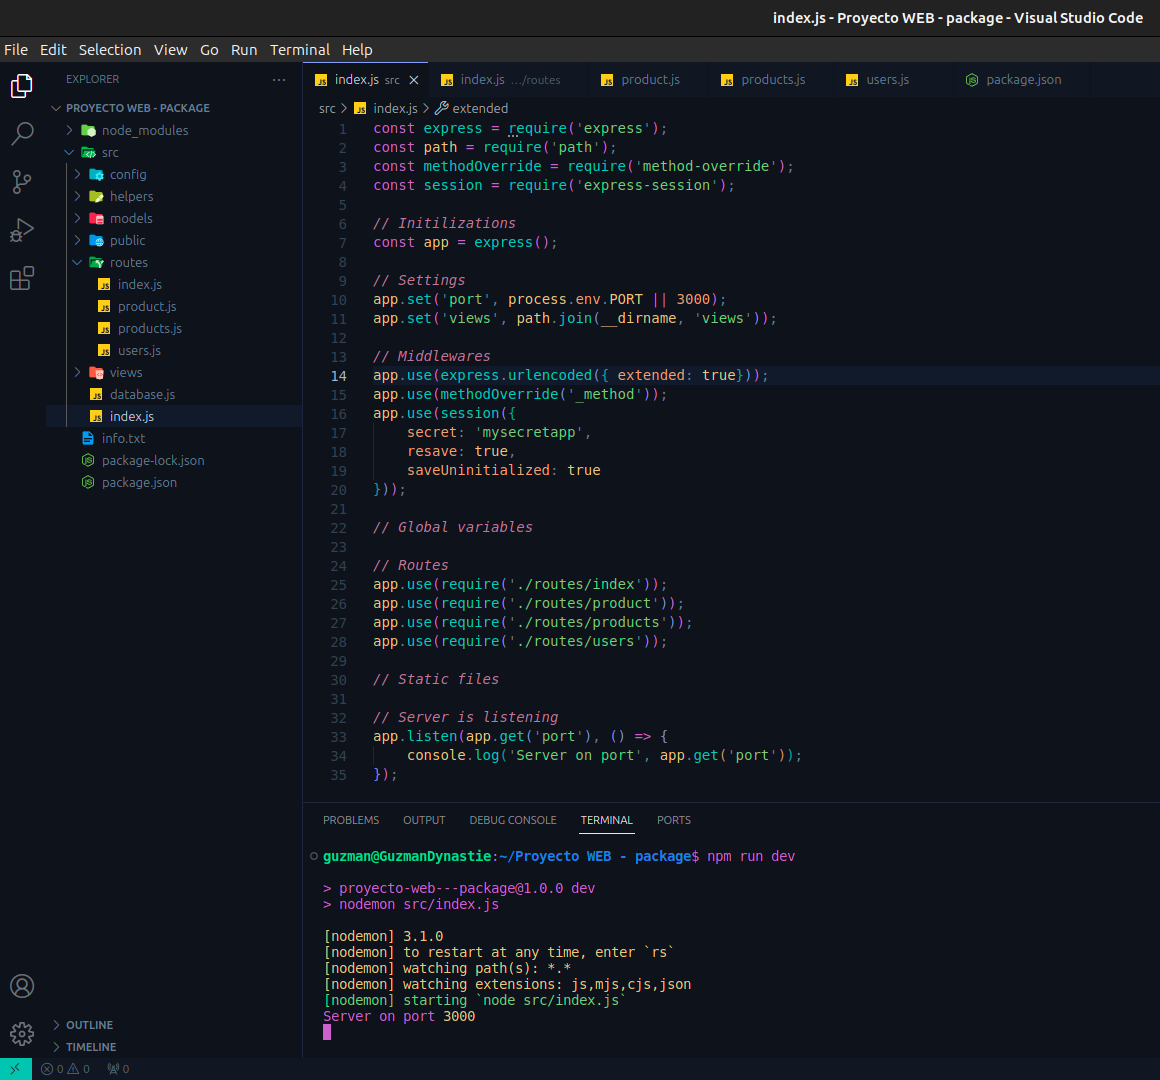 index.js - Proyecto WEB - package - Visual Studio Code
File Edit Selection View Go Run Terminal Help
EXPLORER ···
PROYECTO WEB - PACKAGE
node_modules
src
config
helpers
models
public
routes
index.js
product.js
products.js
users.js
views
database.js
index.js
info.txt
package-lock.json
package.json
OUTLINE
TIMELINE
index.js src index.js .../routes product.js products.js users.js package.json
src > index.js > extended
1 const express = require('express');
2 const path = require('path');
3 const methodOverride = require('method-override');
4 const session = require('express-session');
5
6 // Initilizations
7 const app = express();
8
9 // Settings
10 app.set('port', process.env.PORT || 3000);
11 app.set('views', path.join(__dirname, 'views'));
12
13 // Middlewares
14 app.use(express.urlencoded({ extended: true}));
15 app.use(methodOverride('_method'));
16 app.use(session({
17     secret: 'mysecretapp',
18     resave: true,
19     saveUninitialized: true
20 }));
21
22 // Global variables
23
24 // Routes
25 app.use(require('./routes/index'));
26 app.use(require('./routes/product'));
27 app.use(require('./routes/products'));
28 app.use(require('./routes/users'));
29
30 // Static files
31
32 // Server is listening
33 app.listen(app.get('port'), () => {
34     console.log('Server on port', app.get('port'));
35 });
PROBLEMS OUTPUT DEBUG CONSOLE TERMINAL PORTS
guzman@GuzmanDynastie:~/Proyecto WEB - package$ npm run dev
> proyecto-web---package@1.0.0 dev
> nodemon src/index.js
[nodemon] 3.1.0
[nodemon] to restart at any time, enter `rs`
[nodemon] watching path(s): *.*
[nodemon] watching extensions: js,mjs,cjs,json
[nodemon] starting `node src/index.js`
Server on port 3000
0 0 0